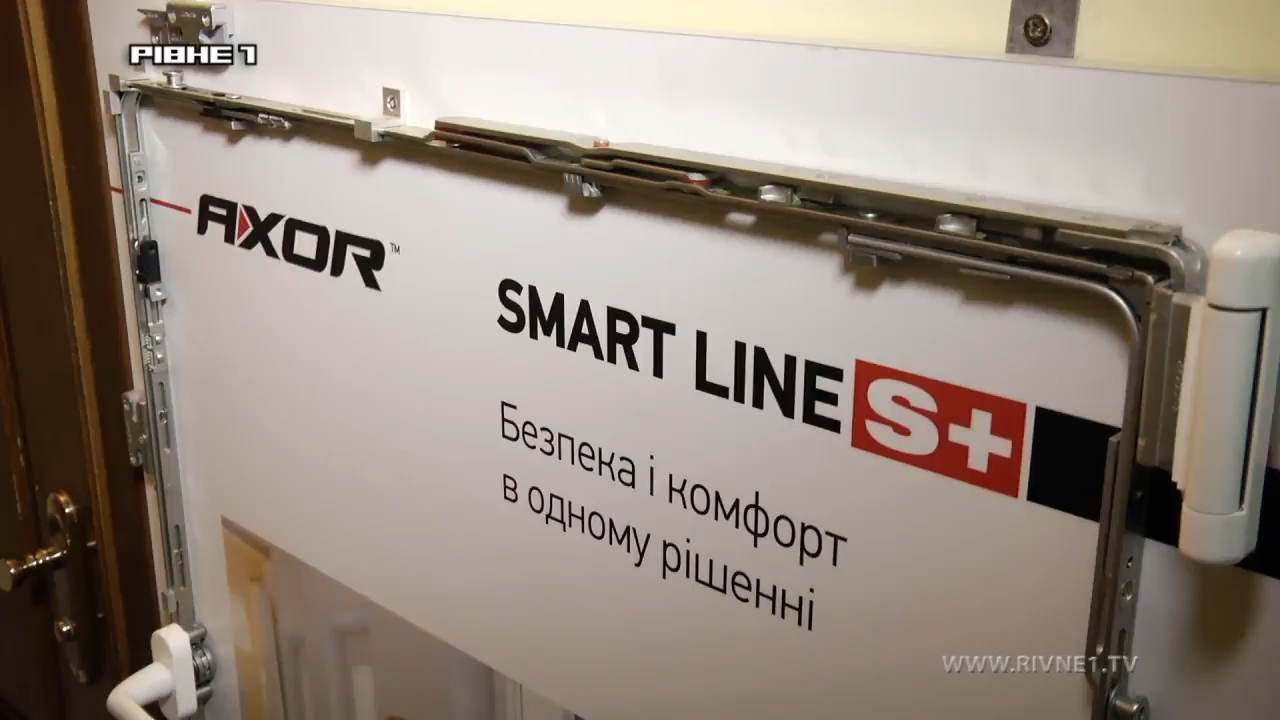 РІВНЕ 1
AXOR™
SMART LINE S+
Безпека і комфорт
в одному рішенні
WWW.RIVNE1.TV